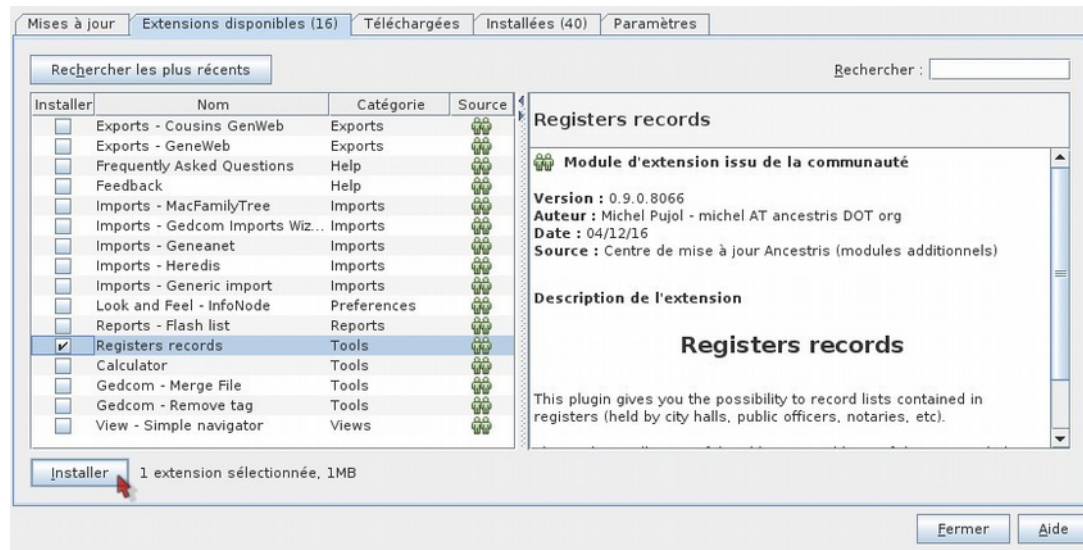 Mises à jour Extensions disponibles (16) Téléchargées Installées (40) Paramètres
Rechercher les plus récents Rechercher :
Installer Nom Catégorie Source
Exports - Cousins GenWeb Exports
Exports - GeneWeb Exports
Frequently Asked Questions Help
Feedback Help
Imports - MacFamilyTree Imports
Imports - Gedcom Imports Wiz... Imports
Imports - Geneanet Imports
Imports - Heredis Imports
Imports - Generic import Imports
Look and Feel - InfoNode Preferences
Reports - Flash list Reports
Registers records Tools
Calculator Tools
Gedcom - Merge File Tools
Gedcom - Remove tag Tools
View - Simple navigator Views
Registers records
Module d'extension issu de la communauté
Version : 0.9.0.8066
Auteur : Michel Pujol - michel AT ancestris DOT org
Date : 04/12/16
Source : Centre de mise à jour Ancestris (modules additionnels)
Description de l'extension
Registers records
This plugin gives you the possibility to record lists contained in
registers (held by city halls, public officers, notaries, etc).
Installer 1 extension sélectionnée, 1MB
Fermer Aide